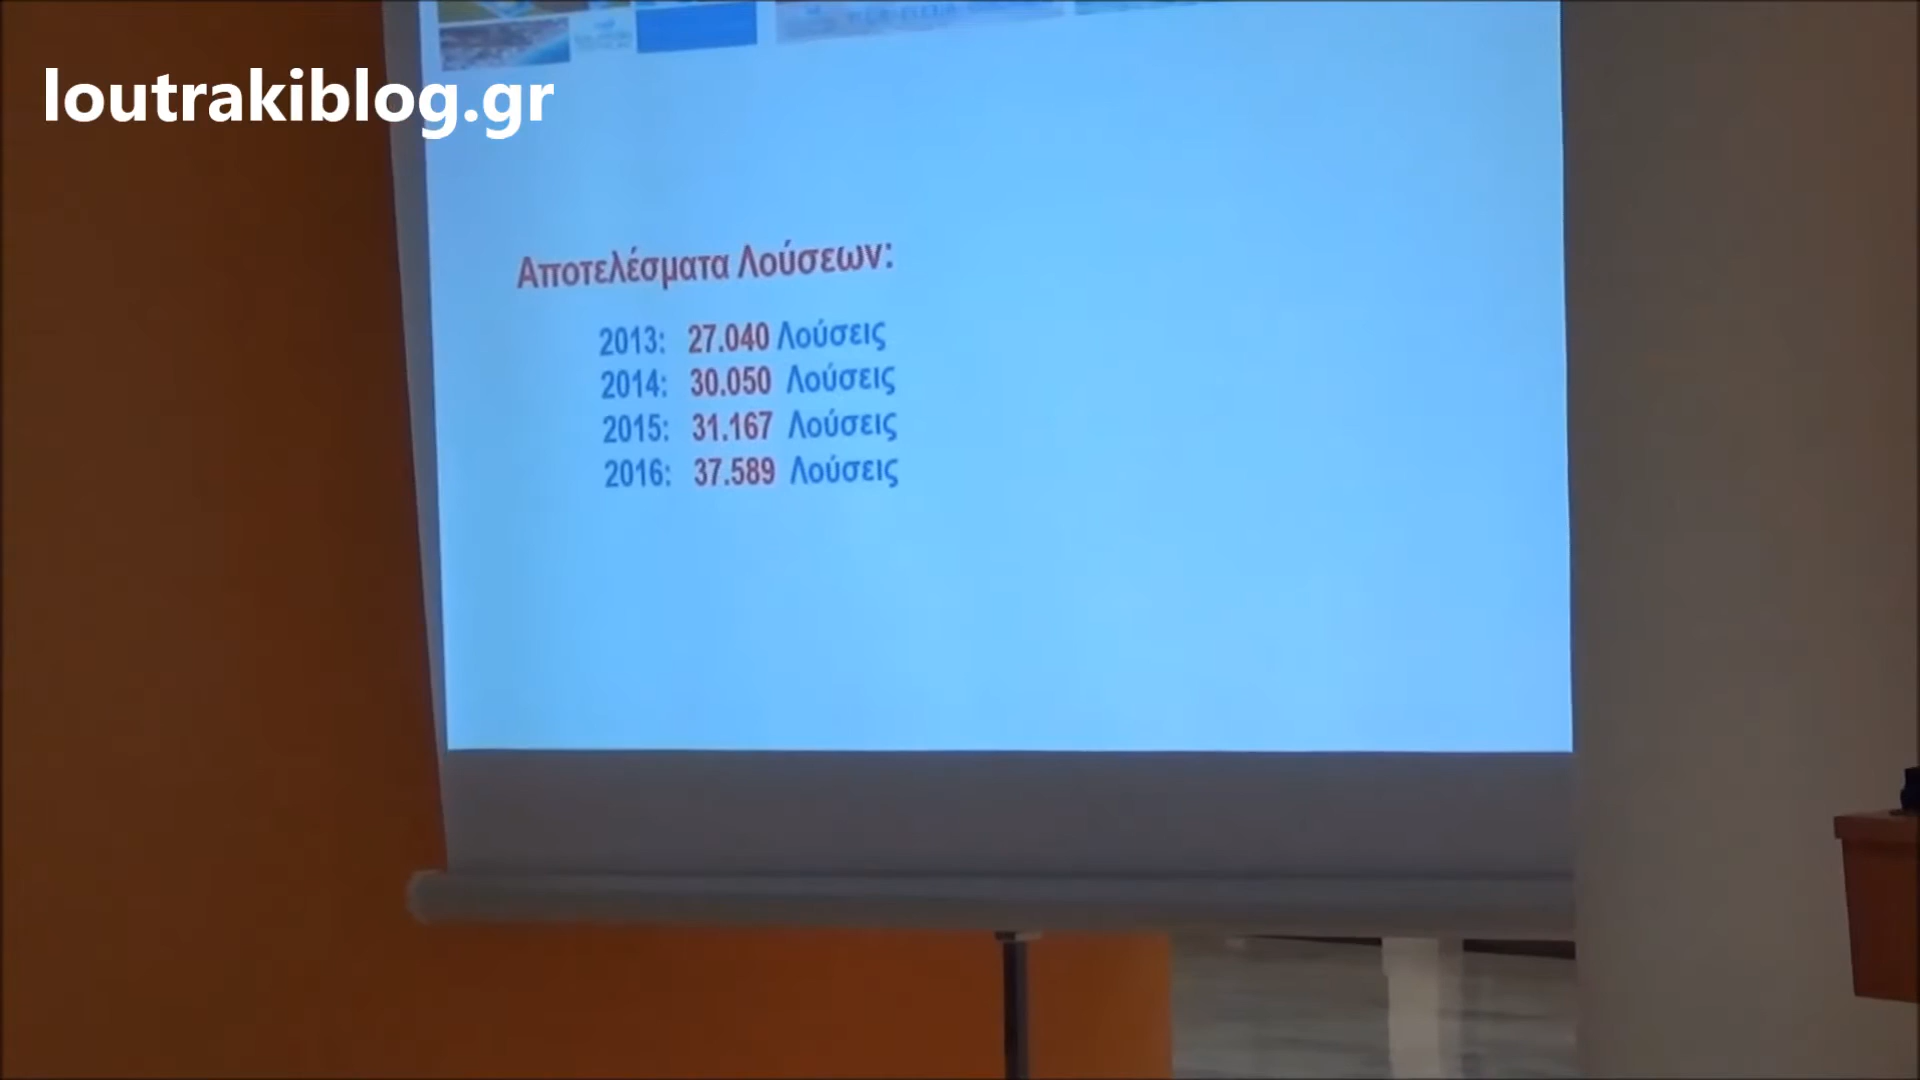 loutrakiblog.gr
Αποτελέσματα Λούσεων:
2013: 27.040 Λούσεις
2014: 30.050 Λούσεις
2015: 31.167 Λούσεις
2016: 37.589 Λούσεις